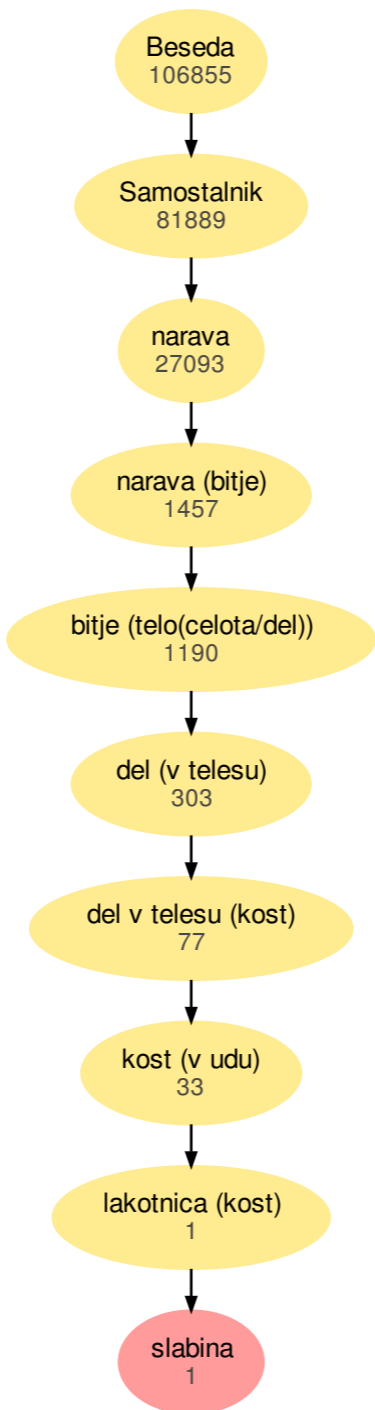 Beseda
106855
Samostalnik
81889
narava
27093
narava (bitje)
1457
bitje (telo(celota/del))
1190
del (v telesu)
303
del v telesu (kost)
77
kost (v udu)
33
lakotnica (kost)
1
slabina
1